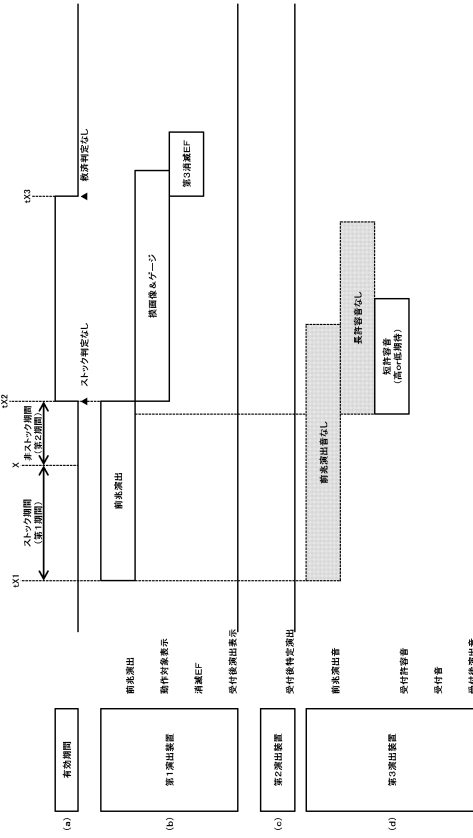 tX1
X
tX2
tX3
ストック期間
(第1期間)
非ストック期間
(第2期間)
ストック判定なし
救済判定なし
(a)
有効期間
(b)
第1演出装置
前兆演出
前兆演出
動作対象表示
操画像&ゲージ
消滅EF
第3消滅EF
受付後演出表示
(c)
第2演出装置
受付後特定演出
(d)
第3演出装置
前兆演出音
前兆演出音なし
長許容音なし
受付許容音
短許容音
(高or低期待)
受付音
受付後演出音